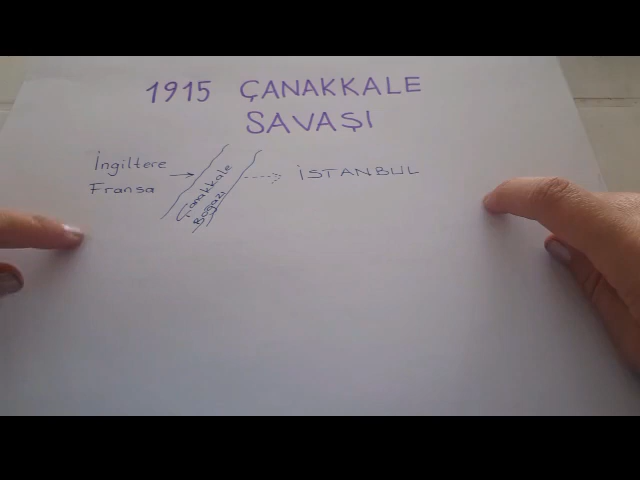 1915 ÇANAKKALE
SAVAŞI
İngiltere
Fransa
Çanakkale
Boğazı
İSTANBUL